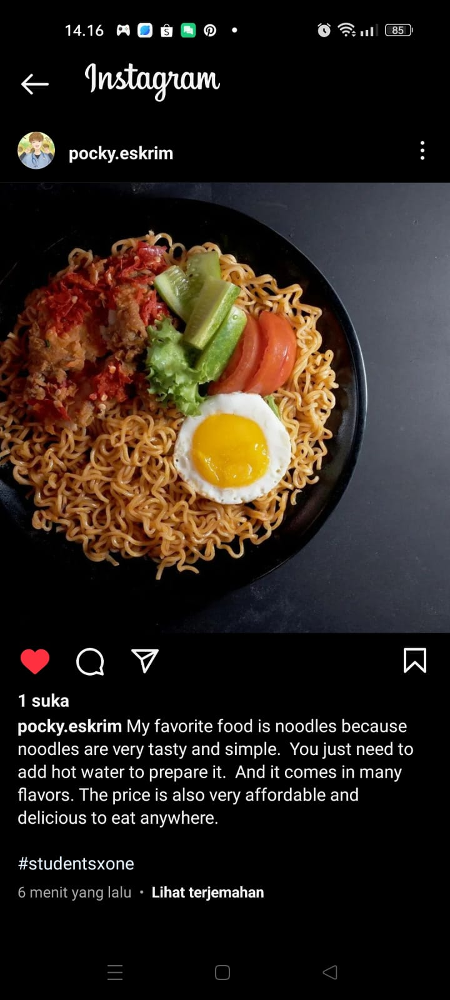 14.16
85
Instagram
pocky.eskrim
1 suka
pocky.eskrim My favorite food is noodles because
noodles are very tasty and simple.  You just need to
add hot water to prepare it.  And it comes in many
flavors. The price is also very affordable and
delicious to eat anywhere.
#studentsxone
6 menit yang lalu • Lihat terjemahan